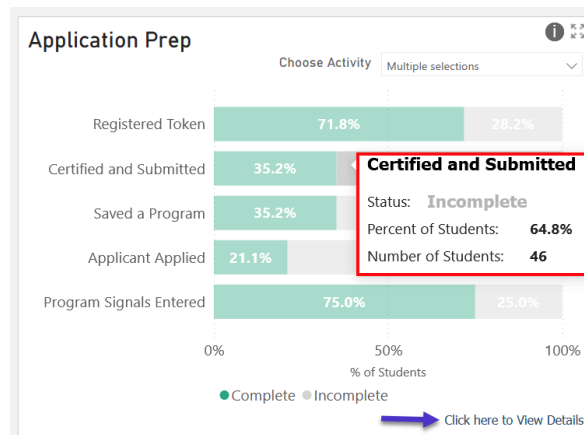 Application Prep
Choose Activity Multiple selections
Registered Token 71.8% 28.2%
Certified and Submitted 35.2%
Saved a Program 35.2%
Applicant Applied 21.1%
Program Signals Entered 75.0% 25.0%
Certified and Submitted
Status: Incomplete
Percent of Students: 64.8%
Number of Students: 46
0% 50% 100%
% of Students
Complete Incomplete
Click here to View Details